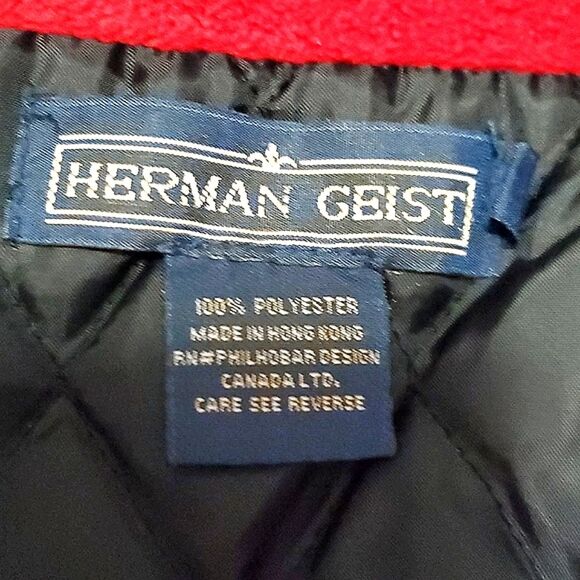 HERMAN GEIST
100% POLYESTER
MADE IN HONG KONG
RN#PHILHOBAR DESIGN
CANADA LTD.
CARE SEE REVERSE